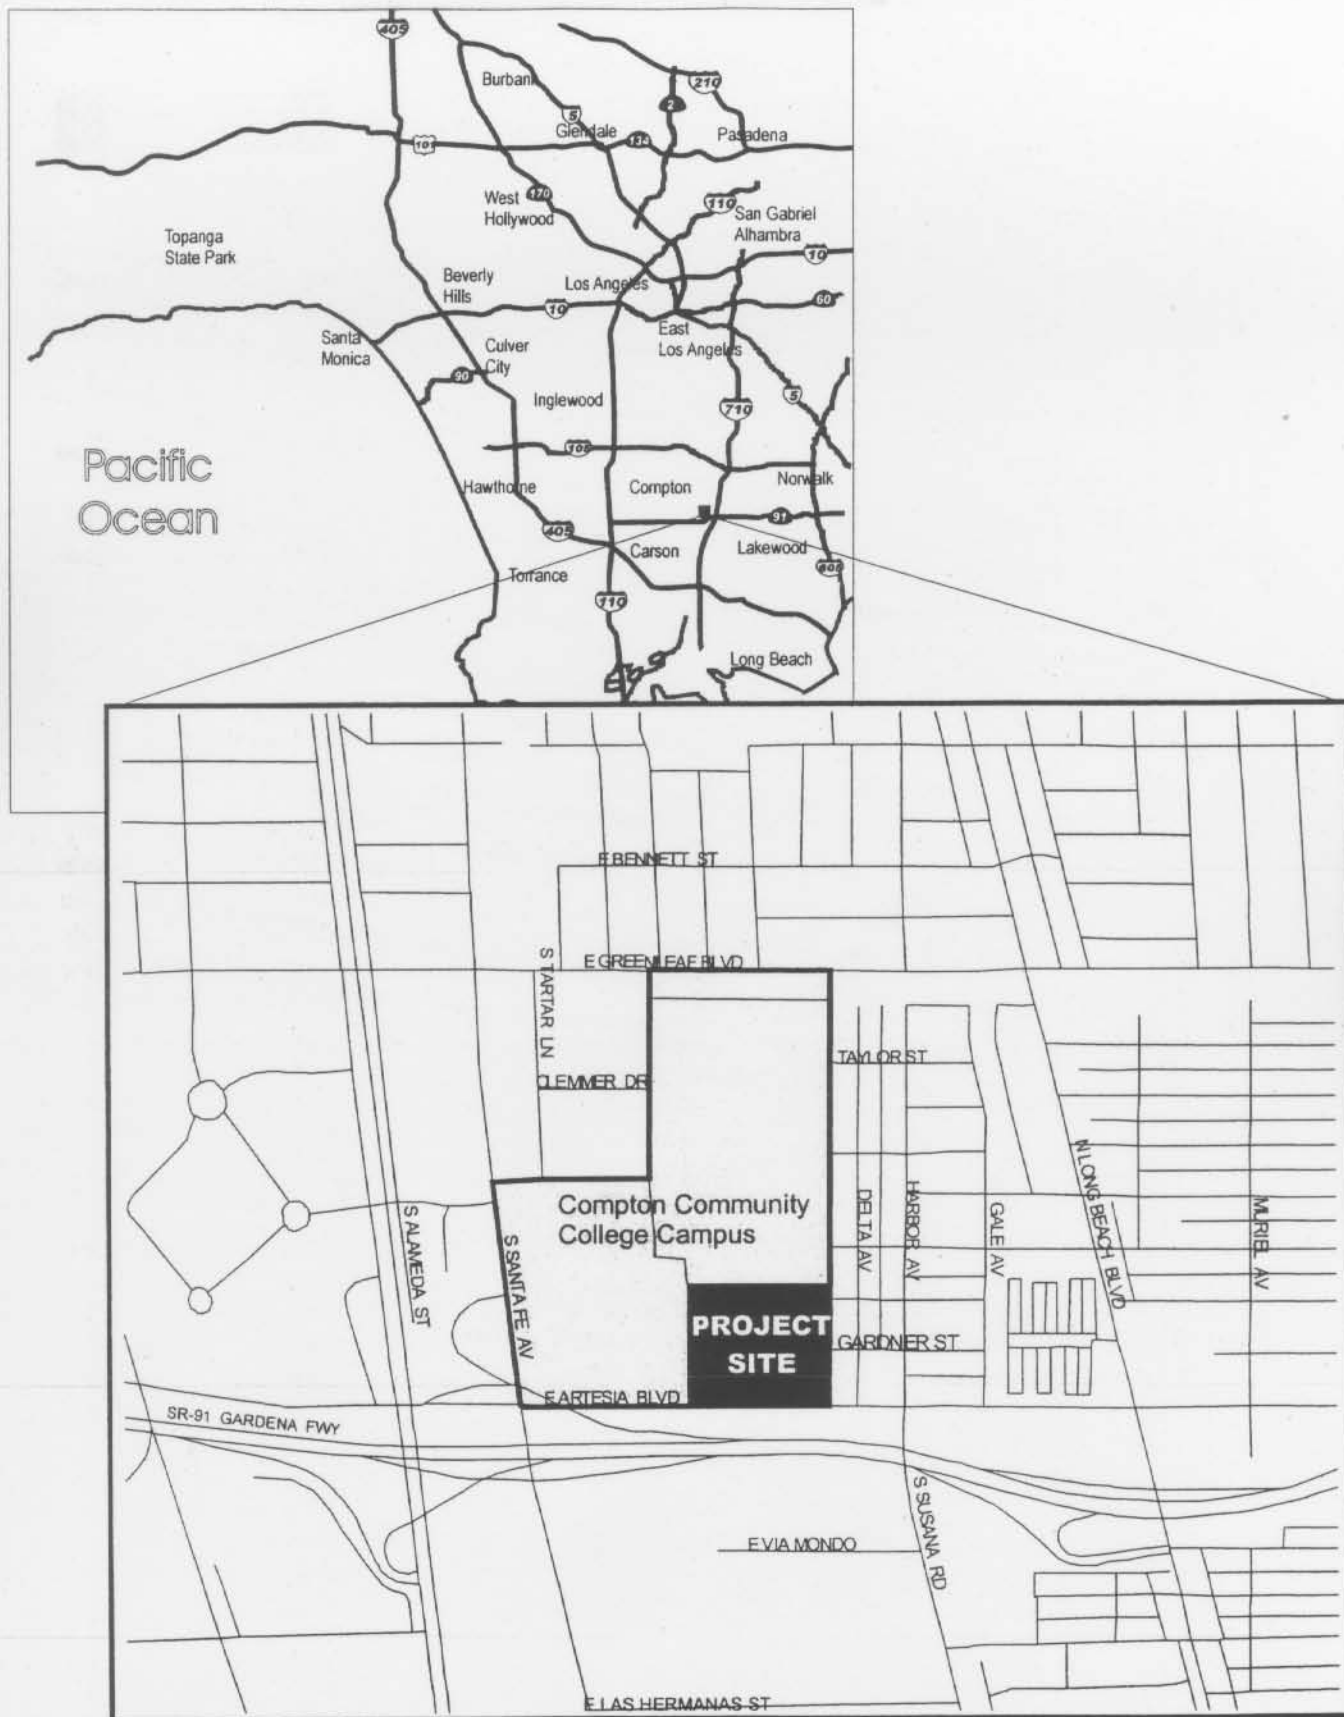 405
Burbank
210
5
2
Glendale
134
Pasadena
101
170
West
Hollywood
110
San Gabriel
Alhambra
Topanga
State Park
10
Beverly
Hills
Los Angeles
60
10
East
Los Angeles
Santa
Monica
Culver
City
90
5
Inglewood
710
105
Pacific
Ocean
Hawthorne
Compton
Norwalk
91
405
Carson
Lakewood
605
Torrance
110
Long Beach
E BENNETT ST
E GREENLEAF BLVD
S TARTAR LN
TAYLOR ST
CLEMMER DR
Compton Community
College Campus
S ALAMEDA ST
S SANTA FE AV
DELTA AV
HARBOR AV
GALE AV
N LONG BEACH BLVD
MURIEL AV
PROJECT
SITE
GARDNER ST
E ARTESIA BLVD
SR-91 GARDENA FWY
S SUSANA RD
E VIA MONDO
E LAS HERMANAS ST